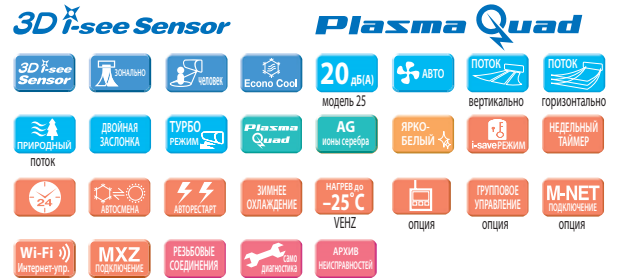 3D i-see Sensor
Plasma Quad
3D i-see
Sensor
ЗОНАЛЬНО
ЧЕЛОВЕК
Econo Cool
20 дБ(А)
модель 25
АВТО
ПОТОК
вертикально
ПОТОК
горизонтально
ПРИРОДНЫЙ
поток
ДВОЙНАЯ
ЗАСЛОНКА
ТУРБО
РЕЖИМ
Plasma
Quad
AG
ионы серебра
ЯРКО-
БЕЛЫЙ
i-save РЕЖИМ
НЕДЕЛЬНЫЙ
ТАЙМЕР
24
АВТОСМЕНА
АВТОРЕСТАРТ
ЗИМНЕЕ
ОХЛАЖДЕНИЕ
НАГРЕВ до
–25°C
VEHZ
опция
ГРУППОВОЕ
УПРАВЛЕНИЕ
опция
M-NET
ПОДКЛЮЧЕНИЕ
опция
Wi-Fi
Интернет-упр.
MXZ
ПОДКЛЮЧЕНИЕ
РЕЗЬБОВЫЕ
СОЕДИНЕНИЯ
само
диагностика
АРХИВ
НЕИСПРАВНОСТЕЙ